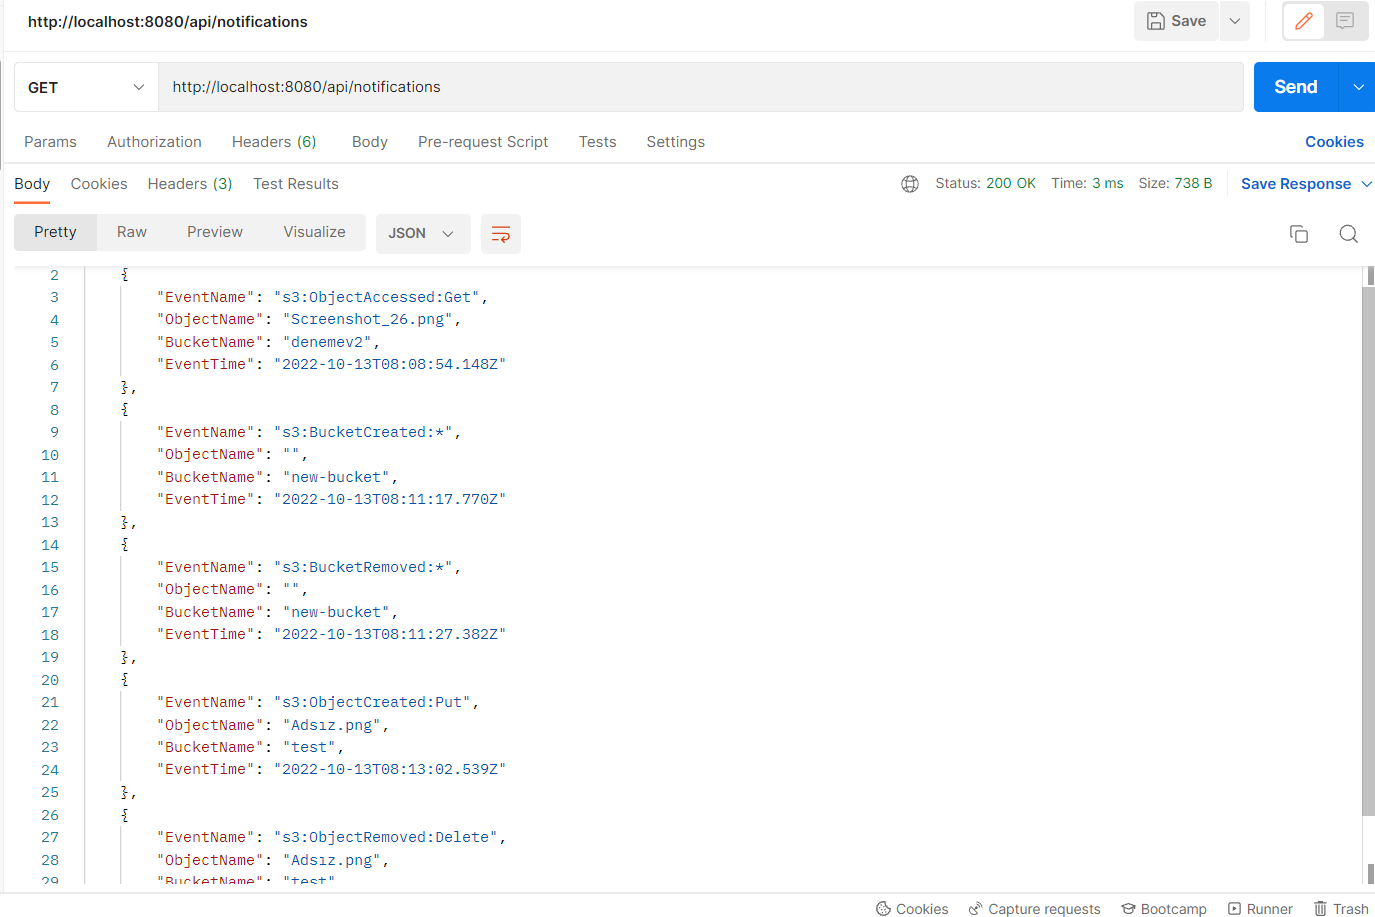 http://localhost:8080/api/notifications
Save
GET
http://localhost:8080/api/notifications
Send
Params Authorization Headers (6) Body Pre-request Script Tests Settings Cookies
Body Cookies Headers (3) Test Results Status: 200 OK Time: 3 ms Size: 738 B Save Response
Pretty Raw Preview Visualize JSON
2 {
3 "EventName": "s3:ObjectAccessed:Get",
4 "ObjectName": "Screenshot_26.png",
5 "BucketName": "denemev2",
6 "EventTime": "2022-10-13T08:08:54.148Z"
7 },
8 {
9 "EventName": "s3:BucketCreated:*",
10 "ObjectName": "",
11 "BucketName": "new-bucket",
12 "EventTime": "2022-10-13T08:11:17.770Z"
13 },
14 {
15 "EventName": "s3:BucketRemoved:*",
16 "ObjectName": "",
17 "BucketName": "new-bucket",
18 "EventTime": "2022-10-13T08:11:27.382Z"
19 },
20 {
21 "EventName": "s3:ObjectCreated:Put",
22 "ObjectName": "Adsız.png",
23 "BucketName": "test",
24 "EventTime": "2022-10-13T08:13:02.539Z"
25 },
26 {
27 "EventName": "s3:ObjectRemoved:Delete",
28 "ObjectName": "Adsız.png",
29 "BucketName": "test"
Cookies Capture requests Bootcamp Runner Trash